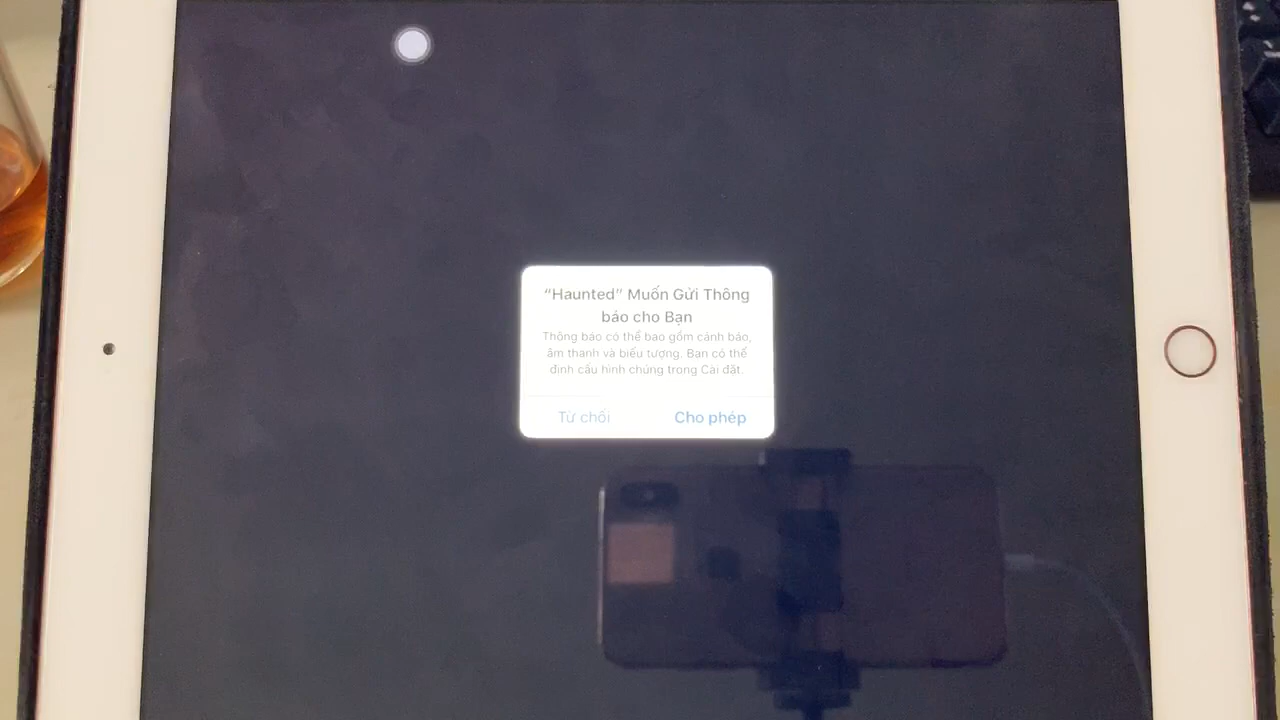 “Haunted” Muốn Gửi Thông
báo cho Bạn
Thông báo có thể bao gồm cảnh báo,
âm thanh và biểu tượng. Bạn có thể
định cấu hình chúng trong Cài đặt.
Từ chối
Cho phép